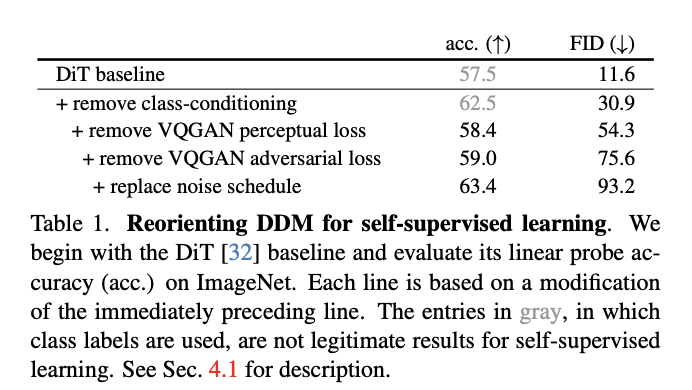 acc. (↑) FID (↓)
DiT baseline 57.5 11.6
+ remove class-conditioning 62.5 30.9
+ remove VQGAN perceptual loss 58.4 54.3
+ remove VQGAN adversarial loss 59.0 75.6
+ replace noise schedule 63.4 93.2
Table 1. Reorienting DDM for self-supervised learning. We
begin with the DiT [32] baseline and evaluate its linear probe ac-
curacy (acc.) on ImageNet. Each line is based on a modification
of the immediately preceding line. The entries in gray, in which
class labels are used, are not legitimate results for self-supervised
learning. See Sec. 4.1 for description.